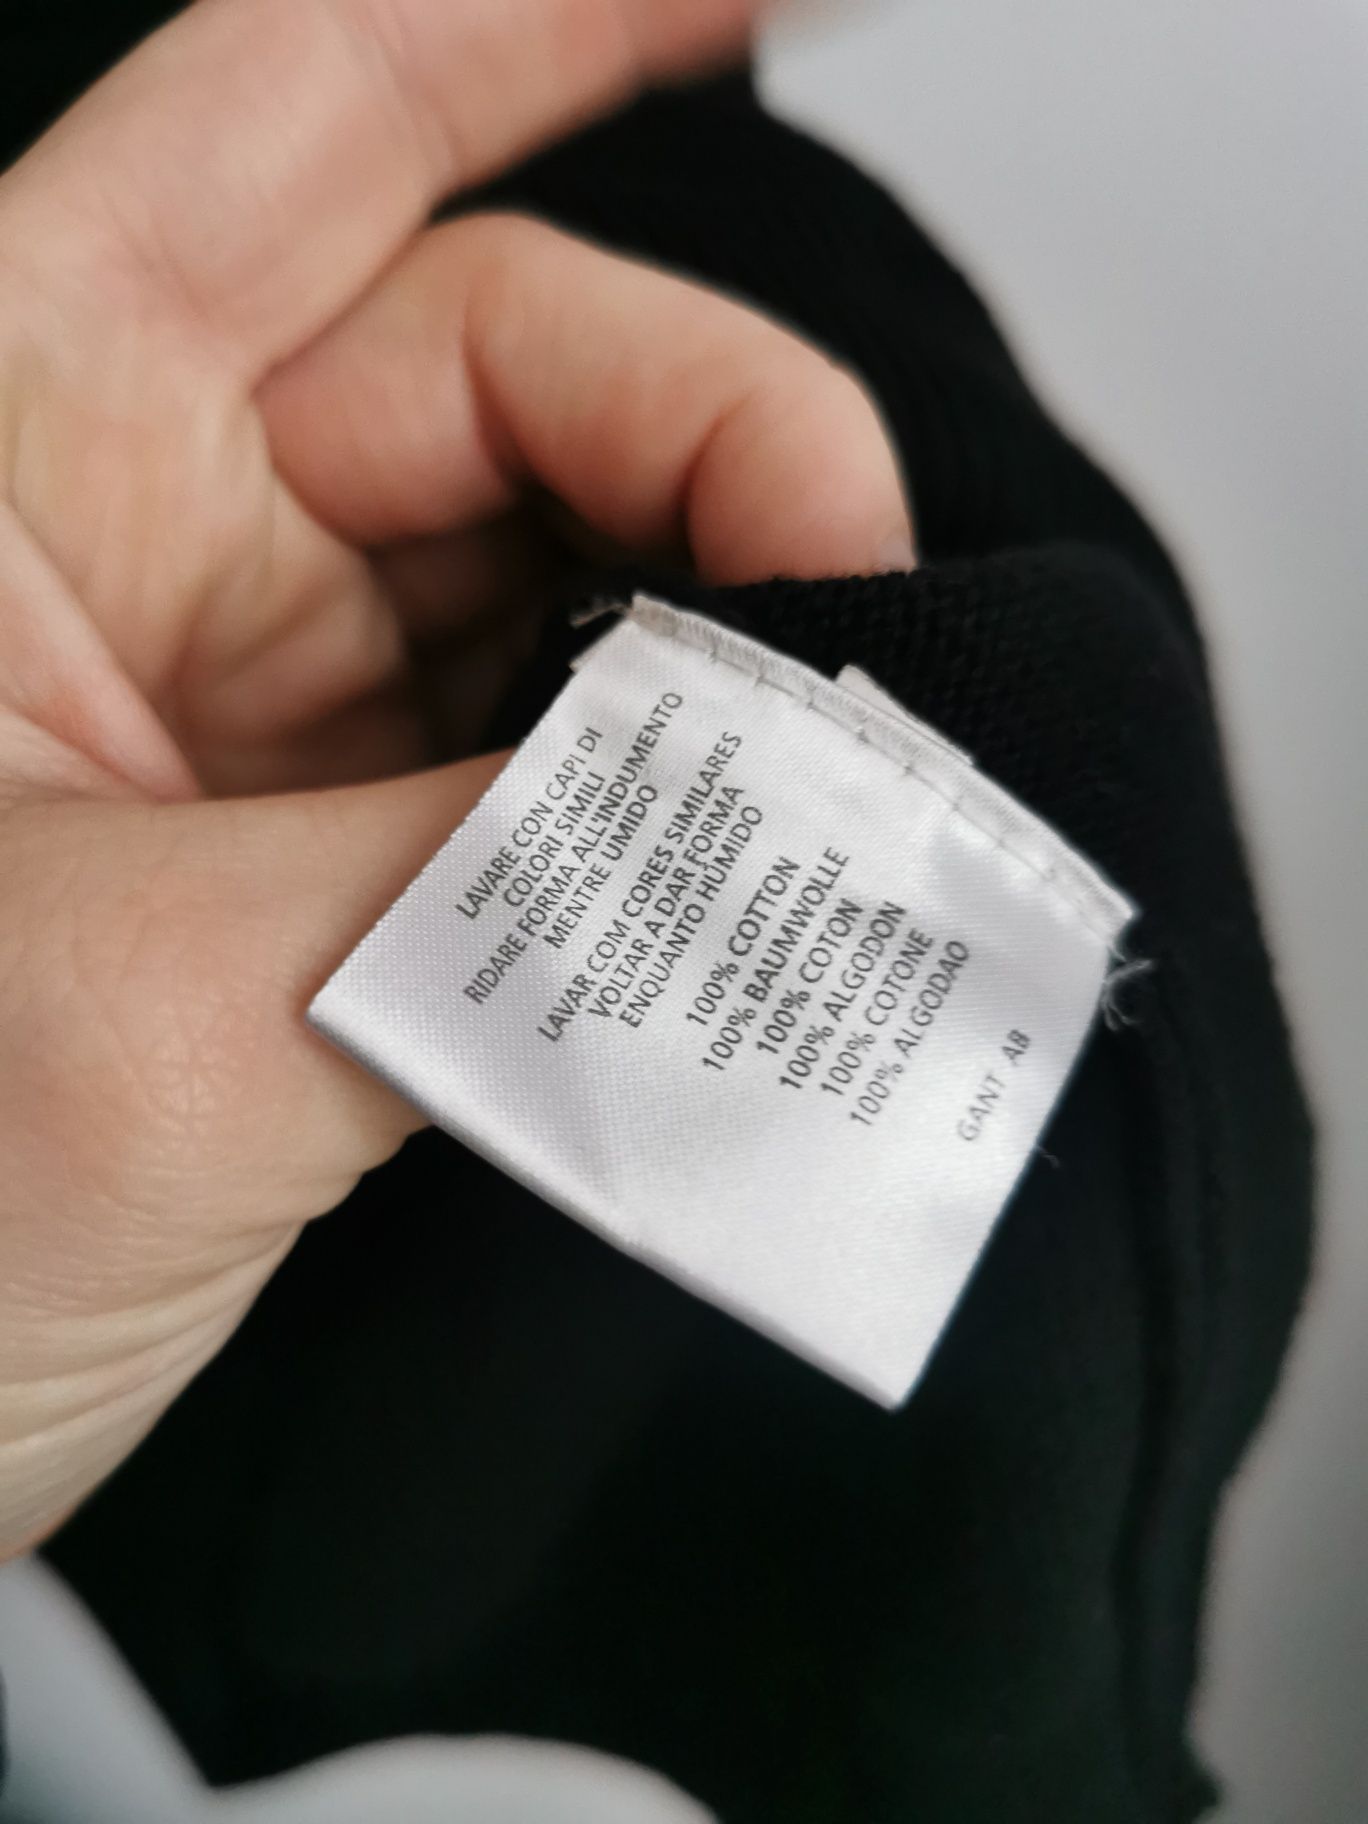 LAVARE CON CAPI DI
COLORI SIMILI
RIDARE FORMA ALL'INDUMENTO
MENTRE UMIDO
LAVAR COM CORES SIMILARES
VOLTAR A DAR FORMA
ENQUANTO HÚMIDO
100% COTTON
100% BAUMWOLLE
100% COTON
100% ALGODON
100% COTONE
100% ALGODAO
GANT AB